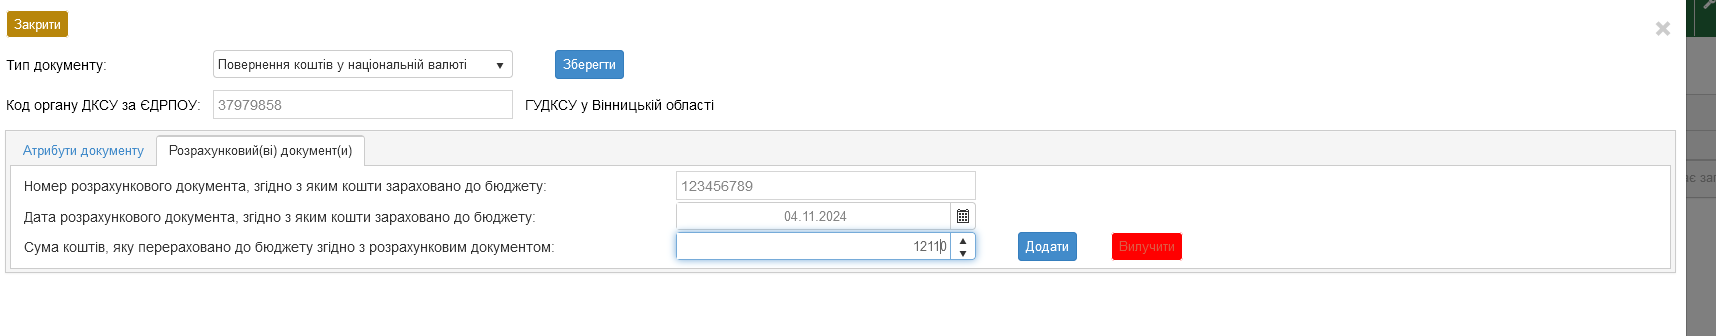 Закрити
Тип документу: Повернення коштів у національній валюті Зберегти
Код органу ДКСУ за ЄДРПОУ: 37979858 ГУДКСУ у Вінницькій області
Атрибути документу Розрахунковий(ві) документ(и)
Номер розрахункового документа, згідно з яким кошти зараховано до бюджету: 123456789
Дата розрахункового документа, згідно з яким кошти зараховано до бюджету: 04.11.2024
Сума коштів, яку перераховано до бюджету згідно з розрахунковим документом: 12110 Додати Вилучити